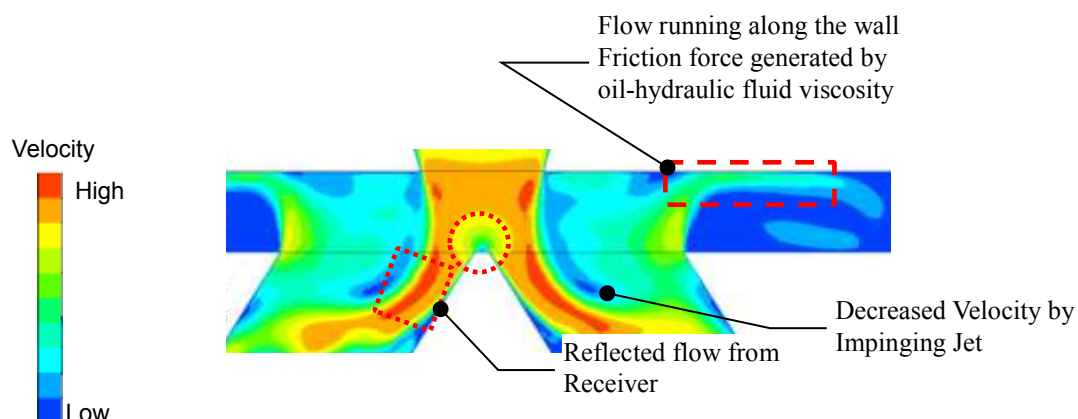 Flow running along the wall
Friction force generated by
oil-hydraulic fluid viscosity
Velocity
High
Low
Decreased Velocity by
Impinging Jet
Reflected flow from
Receiver